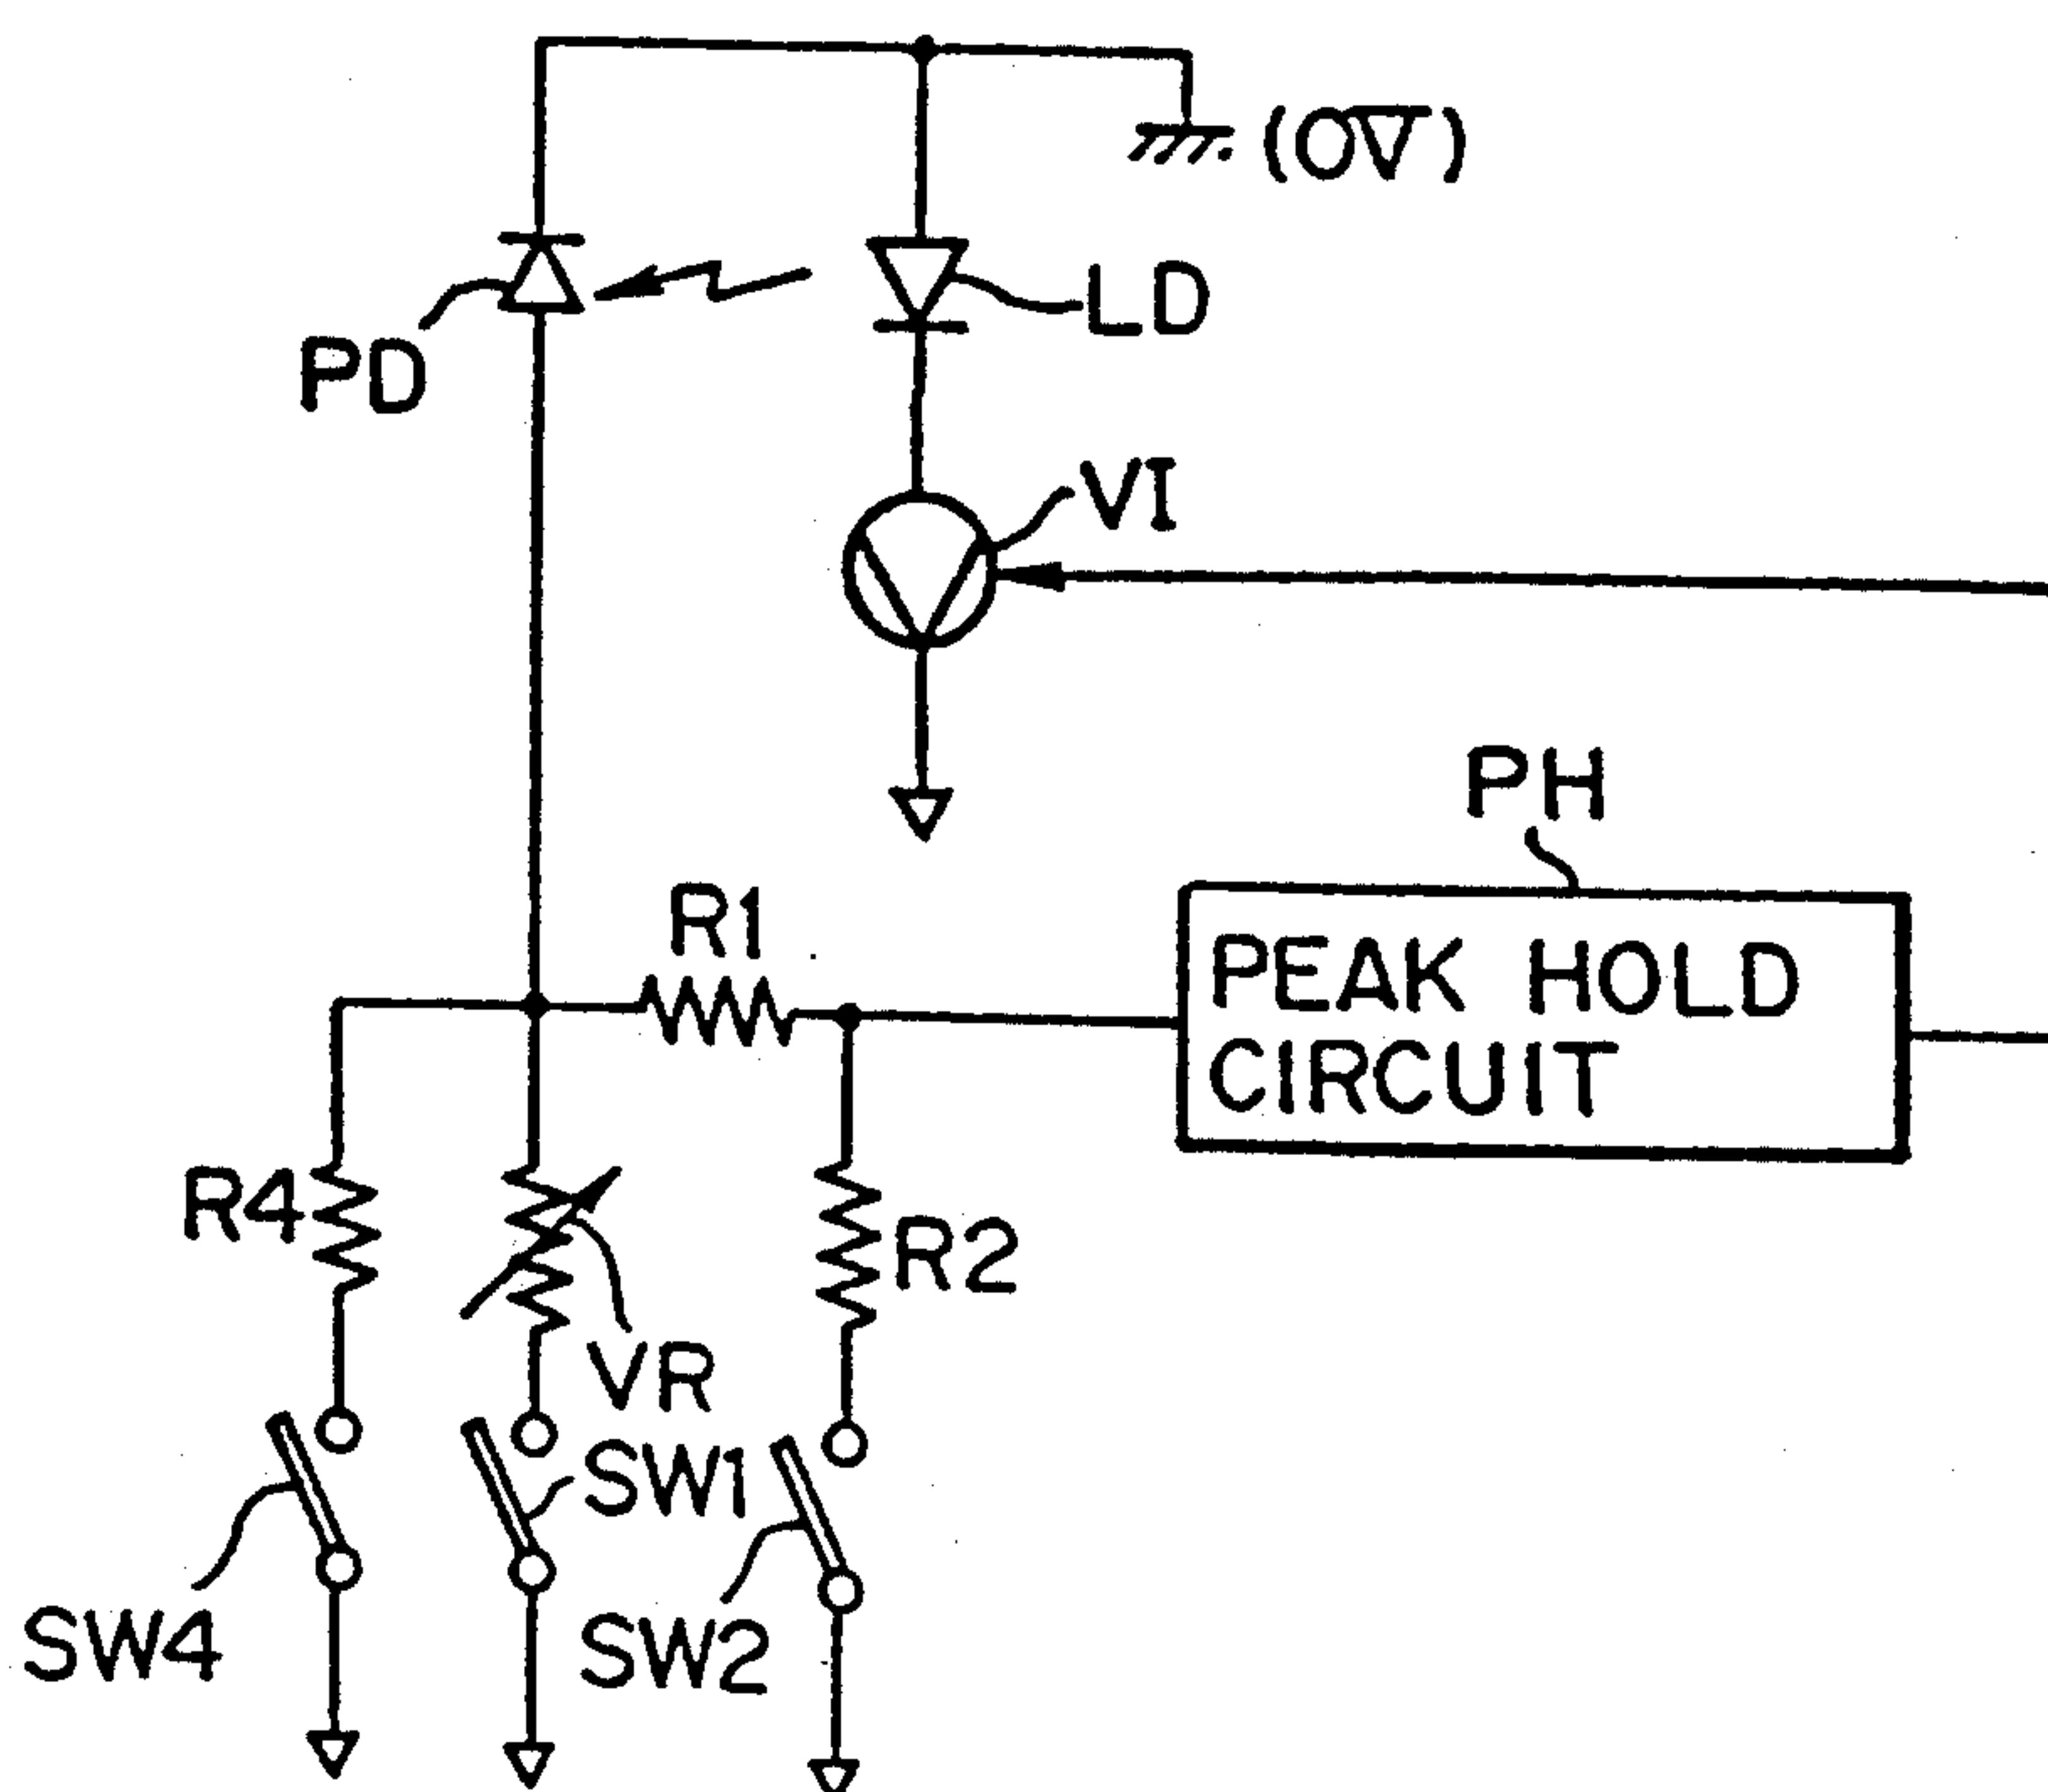 (0V)
LD
PD
VI
PH
R1
PEAK HOLD
CIRCUIT
R4
R2
VR
SW1
SW4
SW2